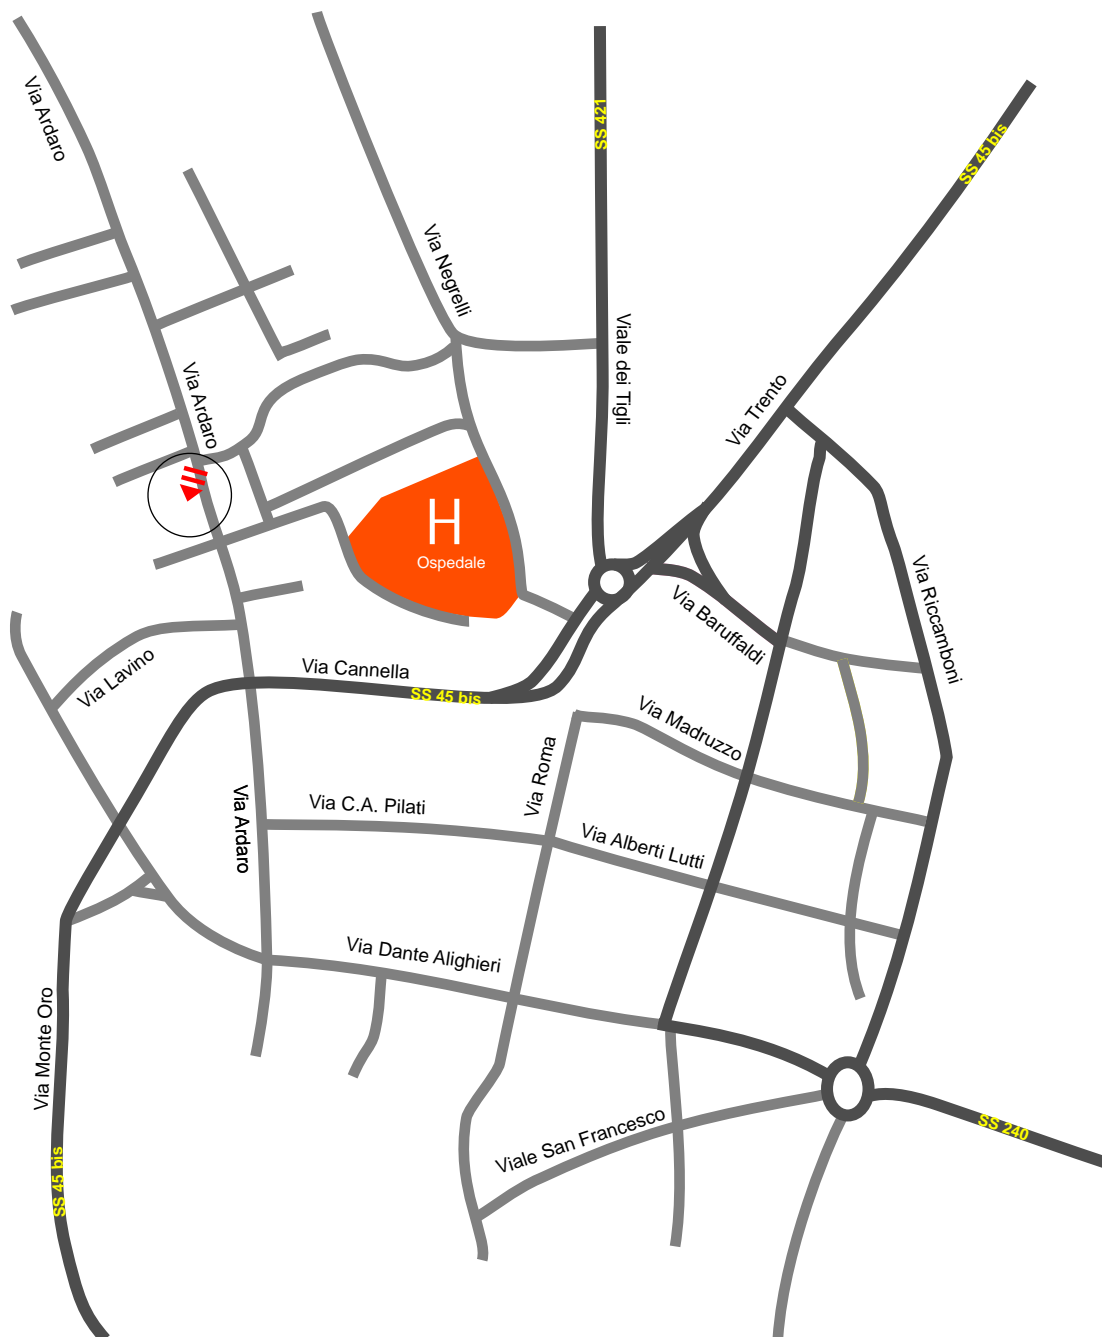 Via Ardaro
SS 421
SS 45 bis
Via Negrelli
Viale dei Tigli
Via Ardaro
Via Trento
H
Ospedale
Via Baruffaldi
Via Riccamboni
Via Lavino
Via Cannella
SS 45 bis
Via Madruzzo
Via Roma
Via C.A. Pilati
Via Ardaro
Via Alberti Lutti
Via Dante Alighieri
Via Monte Oro
Viale San Francesco
SS 240
SS 45 bis